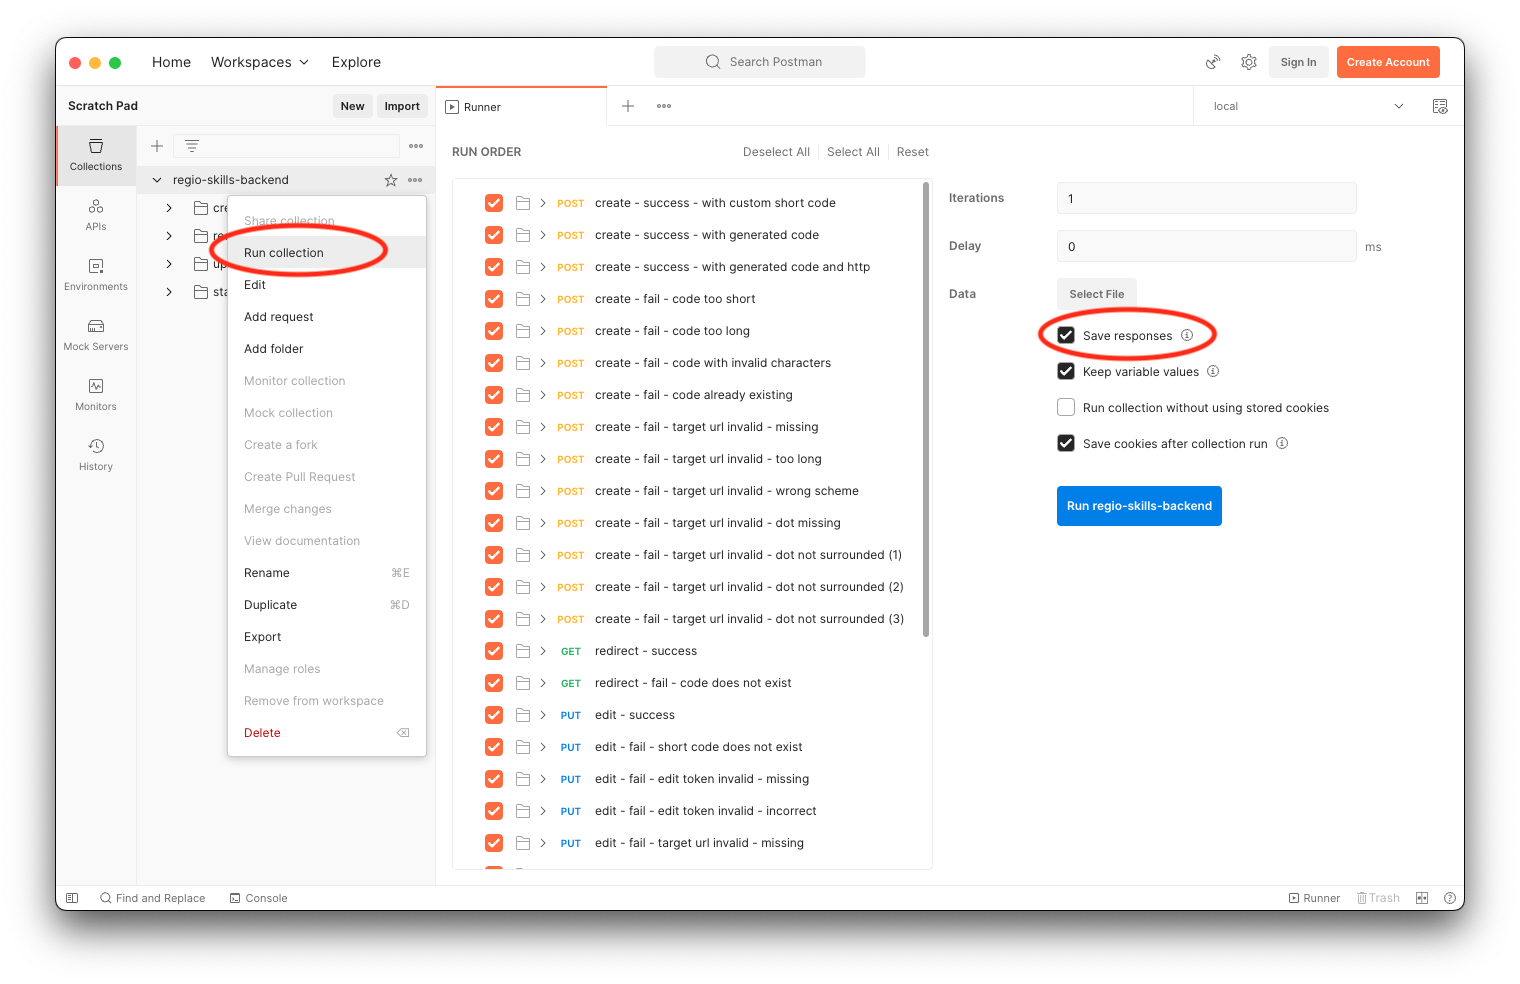 Home
Workspaces
Explore
Search Postman
Sign In
Create Account
Scratch Pad
New
Import
Runner
local
Collections
APIs
Environments
Mock Servers
Monitors
History
regio-skills-backend
cre
re
up
sta
Share collection
Run collection
Edit
Add request
Add folder
Monitor collection
Mock collection
Create a fork
Create Pull Request
Merge changes
View documentation
Rename ⌘E
Duplicate ⌘D
Export
Manage roles
Remove from workspace
Delete ⌫
RUN ORDER
Deselect All
Select All
Reset
POST create - success - with custom short code
POST create - success - with generated code
POST create - success - with generated code and http
POST create - fail - code too short
POST create - fail - code too long
POST create - fail - code with invalid characters
POST create - fail - code already existing
POST create - fail - target url invalid - missing
POST create - fail - target url invalid - too long
POST create - fail - target url invalid - wrong scheme
POST create - fail - target url invalid - dot missing
POST create - fail - target url invalid - dot not surrounded (1)
POST create - fail - target url invalid - dot not surrounded (2)
POST create - fail - target url invalid - dot not surrounded (3)
GET redirect - success
GET redirect - fail - code does not exist
PUT edit - success
PUT edit - fail - short code does not exist
PUT edit - fail - edit token invalid - missing
PUT edit - fail - edit token invalid - incorrect
PUT edit - fail - target url invalid - missing
Iterations 1
Delay 0 ms
Data Select File
Save responses
Keep variable values
Run collection without using stored cookies
Save cookies after collection run
Run regio-skills-backend
Find and Replace
Console
Runner
Trash